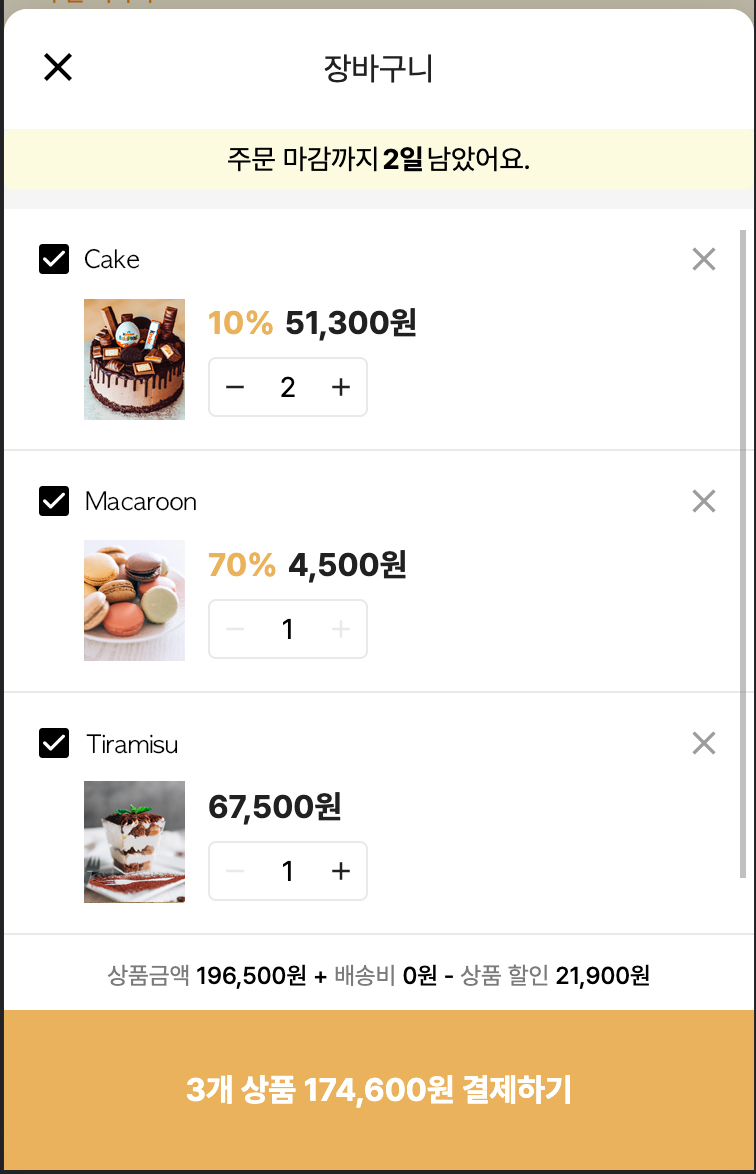 장바구니
주문 마감까지 2일 남았어요.
Cake
10% 51,300원
2
Macaroon
70% 4,500원
1
Tiramisu
67,500원
1
상품금액 196,500원 + 배송비 0원 - 상품 할인 21,900원
3개 상품 174,600원 결제하기